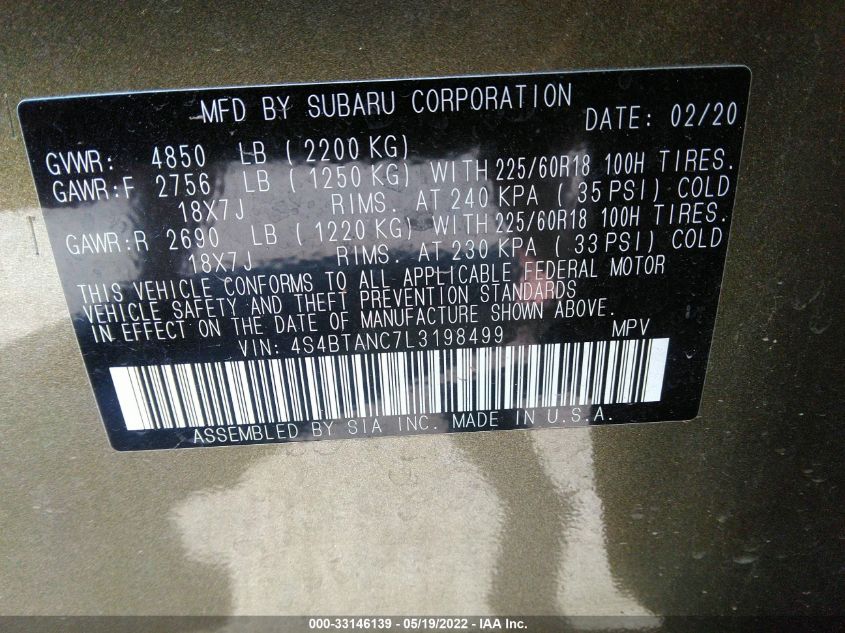 MFD BY SUBARU CORPORATION
DATE: 02/20
GVWR: 4850 LB ( 2200 KG)
GAWR:F 2756 LB ( 1250 KG) WITH 225/60R18 100H TIRES.
18X7J RIMS. AT 240 KPA ( 35 PSI) COLD
GAWR:R 2690 LB ( 1220 KG) WITH 225/60R18 100H TIRES.
18X7J RIMS. AT 230 KPA ( 33 PSI) COLD
THIS VEHICLE CONFORMS TO ALL APPLICABLE FEDERAL MOTOR
VEHICLE SAFETY AND THEFT PREVENTION STANDARDS
IN EFFECT ON THE DATE OF MANUFACTURE SHOWN ABOVE.
VIN: 4S4BTANC7L3198499 MPV
ASSEMBLED BY SIA INC. MADE IN U.S.A.
000-33146139 - 05/19/2022 - IAA Inc.